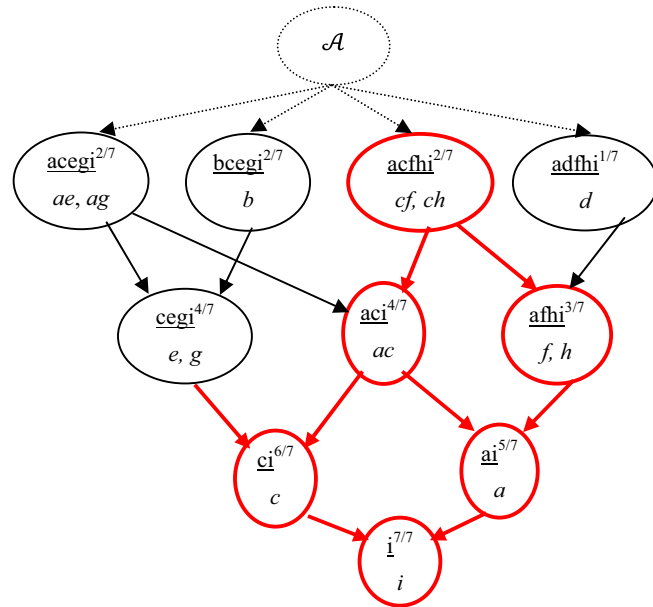 𝒜
acegi2/7
ae, ag
bcegi2/7
b
acfhi2/7
cf, ch
adfhi1/7
d
cegi4/7
e, g
aci4/7
ac
afhi3/7
f, h
ci6/7
c
ai5/7
a
i7/7
i